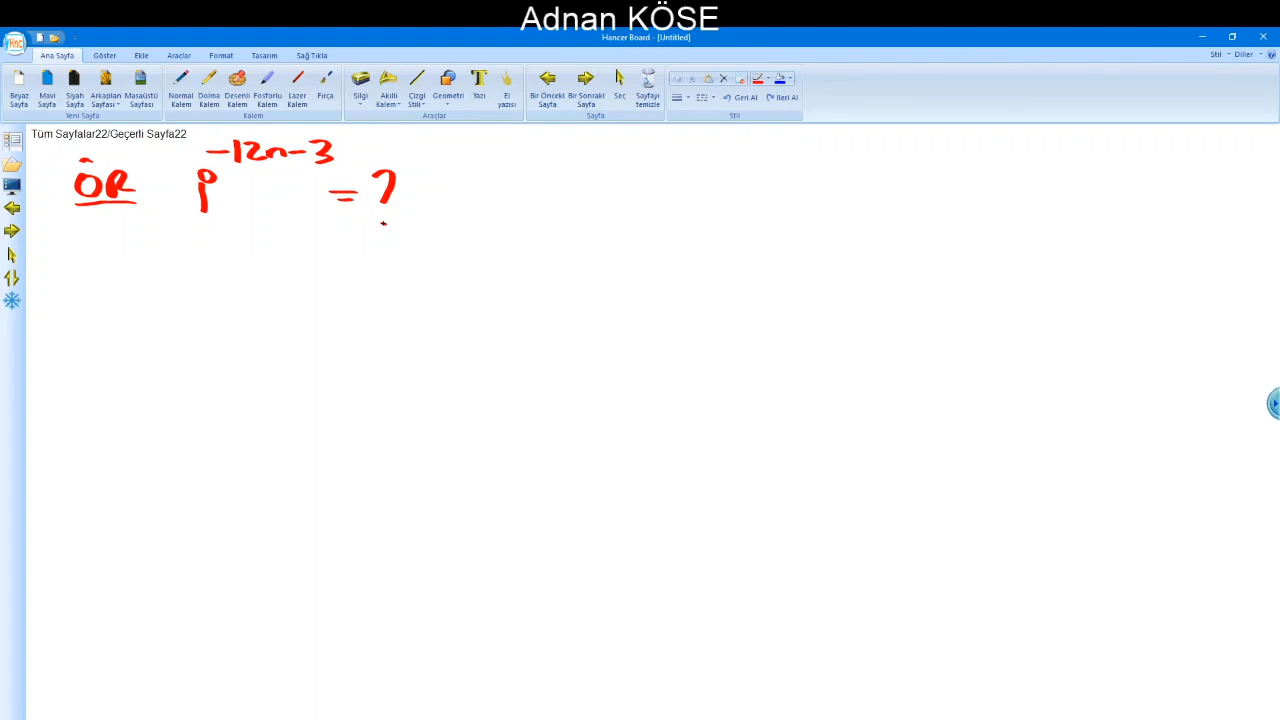 Adnan KÖSE
Hancer Board - [Untitled]
Hnc
Ana Sayfa Göster Ekle Araçlar Format Tasarım Sağ Tıkla Stil Diller
Beyaz Sayfa Mavi Sayfa Siyah Sayfa Arkaplan Sayfası Masaüstü Sayfası Normal Kalem Dolma Kalem Desenli Kalem Fosforlu Kalem Lazer Kalem Fırça Silgi Akıllı Kalem Çizgi Stili Geometri Yazı El yazısı Bir Önceki Sayfa Bir Sonraki Sayfa Seç Sayfayı temizle Geri Al İleri Al
Yeni Sayfa Kalem Araçlar Sayfa Stil
Tüm Sayfalar22/Geçerli Sayfa22
ÖR i^{-12n-3} = ?